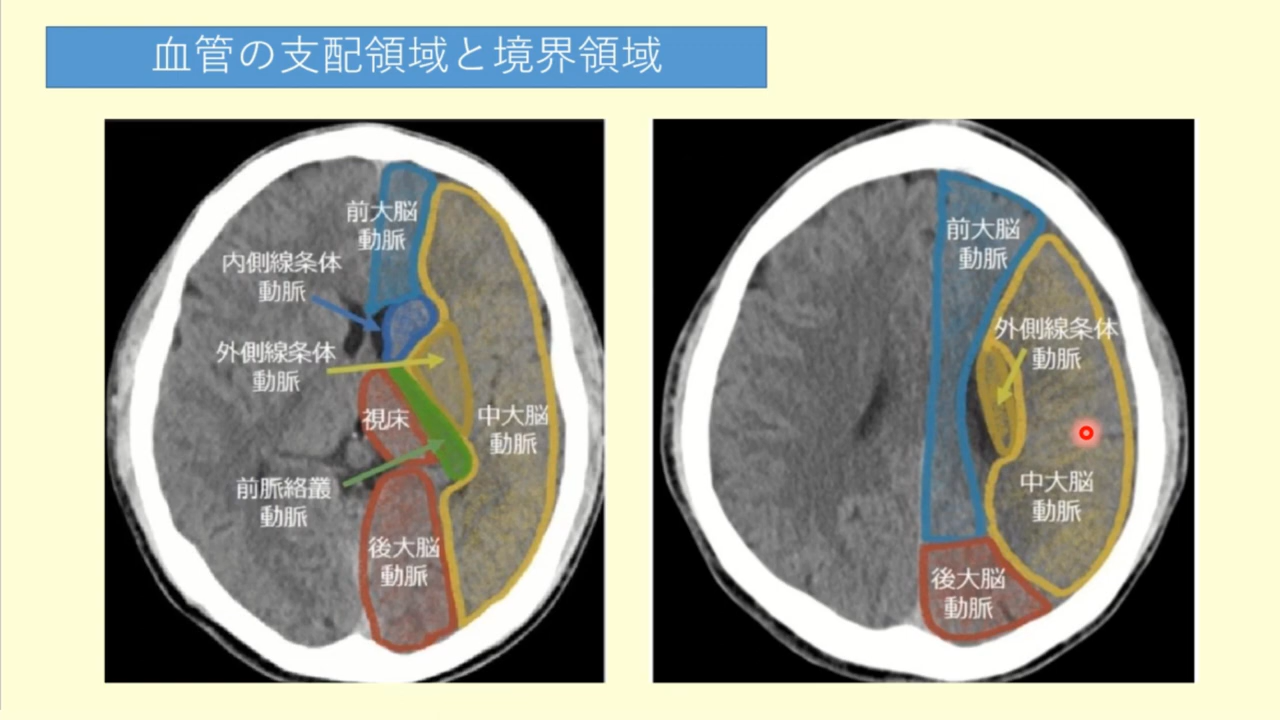 血管の支配領域と境界領域
前大脳
動脈
内側線条体
動脈
外側線条体
動脈
視床
中大脳
動脈
前脈絡叢
動脈
後大脳
動脈
前大脳
動脈
外側線条体
動脈
中大脳
動脈
後大脳
動脈